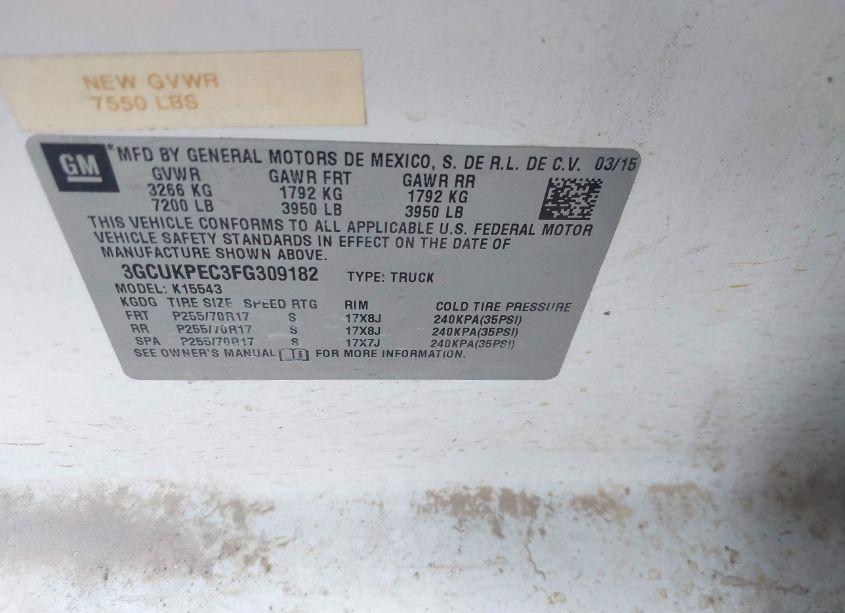 NEW GVWR
7550 LBS
GM *MFD BY GENERAL MOTORS DE MEXICO, S. DE R.L. DE C.V. 03/15
GVWR GAWR FRT GAWR RR
3266 KG 1792 KG 1792 KG
7200 LB 3950 LB 3950 LB
THIS VEHICLE CONFORMS TO ALL APPLICABLE U.S. FEDERAL MOTOR
VEHICLE SAFETY STANDARDS IN EFFECT ON THE DATE OF
MANUFACTURE SHOWN ABOVE.
3GCUKPEC3FG309182 TYPE: TRUCK
MODEL: K15543
KGDG TIRE SIZE SPEED RTG RIM COLD TIRE PRESSURE
FRT P255/70R17 S 17X8J 240KPA(35PSI)
RR P255/70R17 S 17X8J 240KPA(35PSI)
SPA P255/70R17 S 17X7J 240KPA(35PSI)
SEE OWNER'S MANUAL FOR MORE INFORMATION.